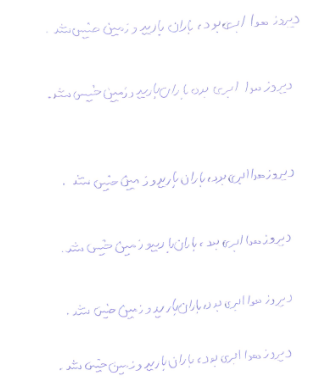 دیروز هوا ابری بود، باران بارید و زمین خیس شد.
دیروز هوا ابری بود باران بارید و زمین خیس شد.
دیروز هوا ابری بود، باران بارید و زمین خیس شد.
دیروز هوا ابری بود، باران بارید و زمین خیس شد.
دیروز هوا ابری بود، باران بارید و زمین خیس شد.
دیروز هوا ابری بود، باران بارید و زمین خیس شد.